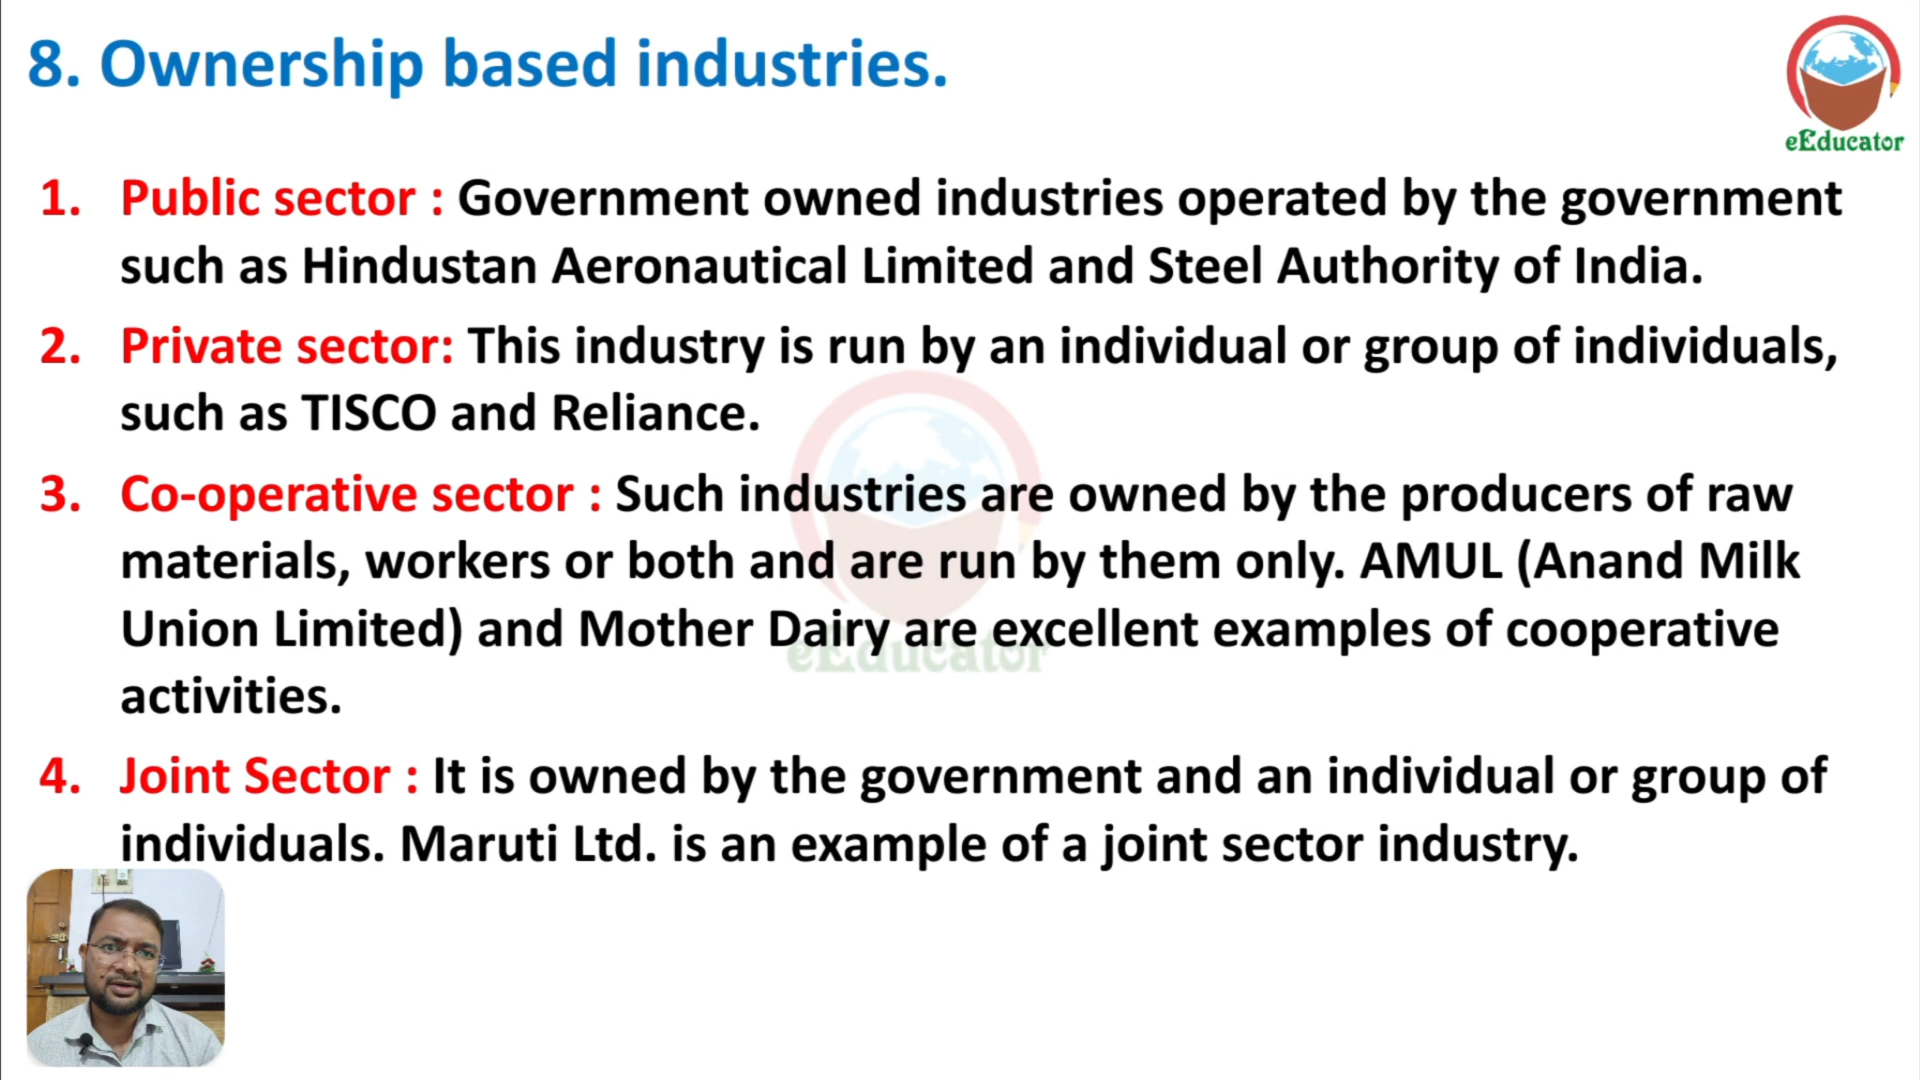 8. Ownership based industries.
eEducator
1. Public sector : Government owned industries operated by the government
such as Hindustan Aeronautical Limited and Steel Authority of India.
2. Private sector: This industry is run by an individual or group of individuals,
such as TISCO and Reliance.
3. Co-operative sector : Such industries are owned by the producers of raw
materials, workers or both and are run by them only. AMUL (Anand Milk
Union Limited) and Mother Dairy are excellent examples of cooperative
eEducator
activities.
4. Joint Sector : It is owned by the government and an individual or group of
individuals. Maruti Ltd. is an example of a joint sector industry.